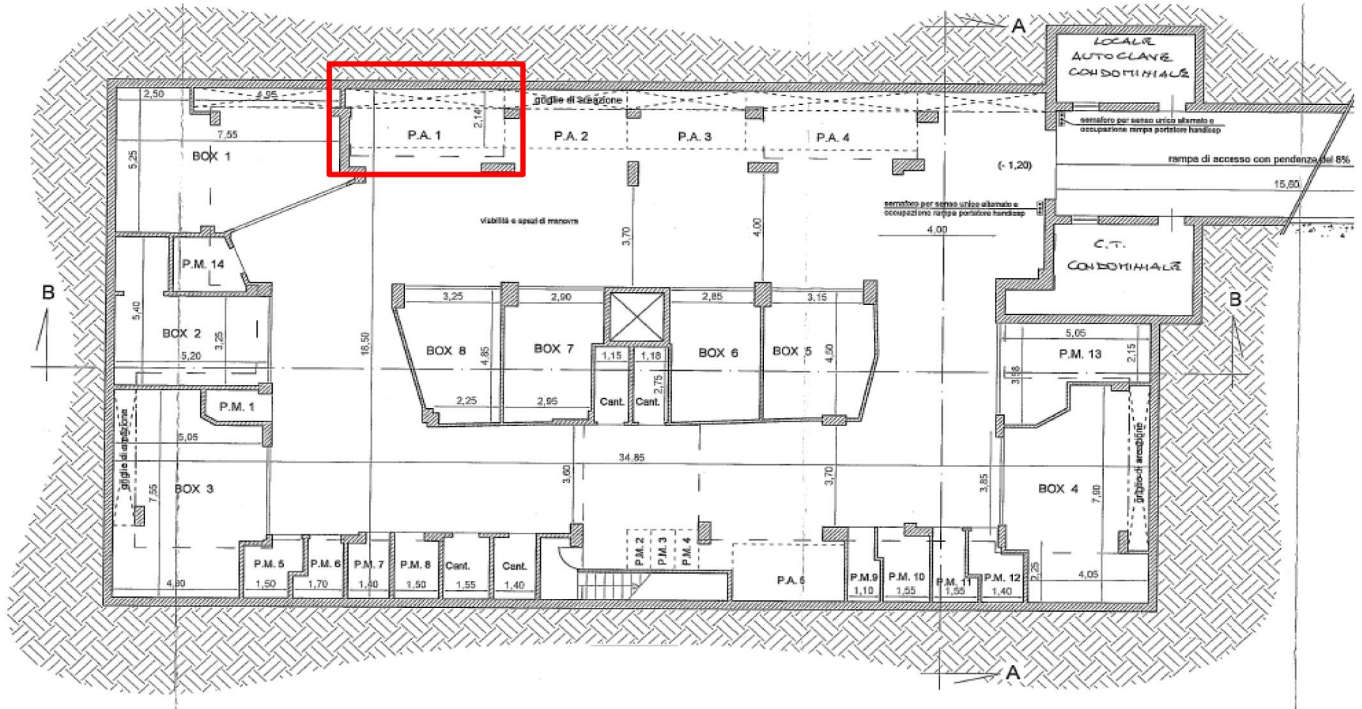 A
LOCALE
AUTOCLAVE
CONDOMINIALE
2,50
4,95
griglie di areazione
2,14
P.A. 1
P.A. 2
P.A. 3
P.A. 4
semaforo per senso unico alternato e
occupazione rampa portatore handicap
7,55
BOX 1
5,25
(- 1,20)
rampa di accesso con pendenza del 8%
15,60
viabilità e spazi di manovra
semaforo per senso unico alternato e
occupazione rampa portatore handicap
3,70
4,00
4,00
P.M. 14
C.T.
CONDOMINIALE
B
B
5,40
BOX 2
3,25
5,20
18,50
3,25
2,90
2,85
3,15
BOX 8
4,85
BOX 7
BOX 6
BOX 5
4,50
1,15
1,18
2,75
Cant.
Cant.
2,25
2,95
5,05
P.M. 13
2,15
3,58
P.M. 1
griglie di areazione
5,05
BOX 3
7,55
34,85
3,60
3,70
3,85
BOX 4
7,90
griglie di areazione
P.M. 2
P.M. 3
P.M. 4
P.A. 5
4,80
P.M. 5
1,50
P.M. 6
1,70
P.M. 7
1,40
P.M. 8
1,50
Cant.
1,55
Cant.
1,40
P.M.9
1,10
P.M. 10
1,55
P.M. 11
1,55
P.M. 12
1,40
2,25
4,05
A